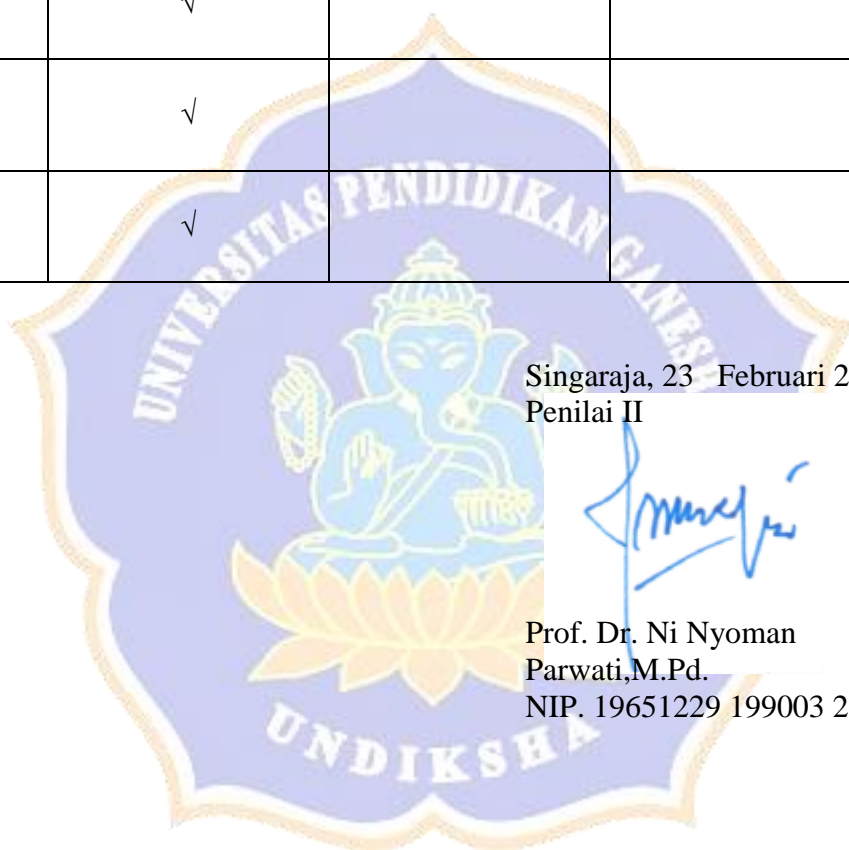 √
√
√
UNIVERSITAS PENDIDIKAN GANESHA
Singaraja, 23 Februari 2
Penilai II
Prof. Dr. Ni Nyoman
Parwati,M.Pd.
NIP. 19651229 199003 2
UNDIKSHA